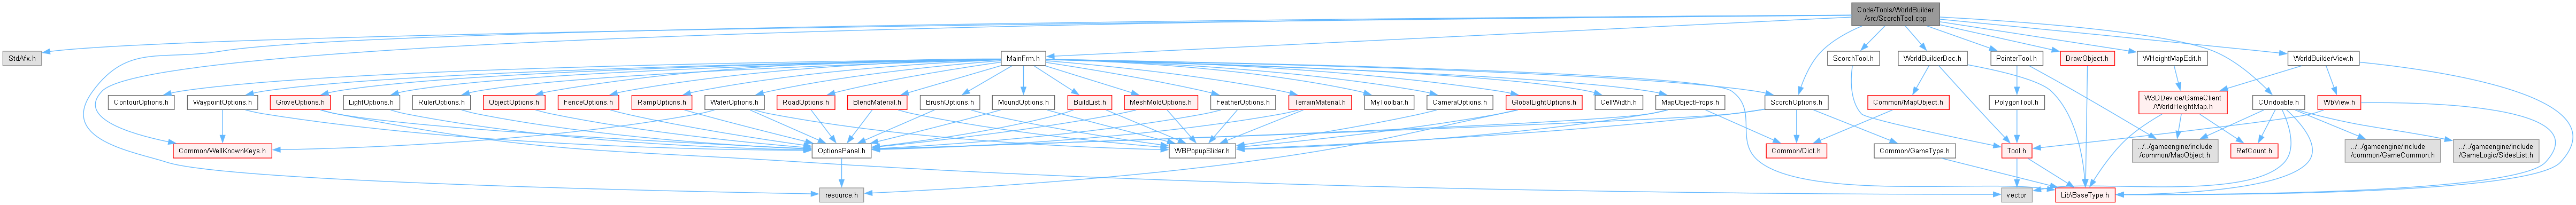 Code/Tools/WorldBuilder
/src/ScorchTool.cpp
StdAfx.h
MainFrm.h
ScorchTool.h
WorldBuilderDoc.h
PointerTool.h
DrawObject.h
WHeightMapEdit.h
WorldBuilderView.h
ContourOptions.h
WaypointOptions.h
GroveOptions.h
LightOptions.h
RulerOptions.h
ObjectOptions.h
FenceOptions.h
RampOptions.h
WaterOptions.h
RoadOptions.h
BlendMaterial.h
BrushOptions.h
MoundOptions.h
BuildList.h
MeshMoldOptions.h
FeatherOptions.h
TerrainMaterial.h
MyToolbar.h
CameraOptions.h
GlobalLightOptions.h
CellWidth.h
MapObjectProps.h
ScorchOptions.h
Common/MapObject.h
PolygonTool.h
W3DDevice/GameClient
/WorldHeightMap.h
CUndoable.h
WbView.h
Common/WellKnownKeys.h
OptionsPanel.h
WBPopupSlider.h
Common/Dict.h
Common/GameType.h
Tool.h
../../gameengine/include
/common/MapObject.h
RefCount.h
../../gameengine/include
/common/GameCommon.h
../../gameengine/include
/GameLogic/SidesList.h
resource.h
vector
Lib\BaseType.h